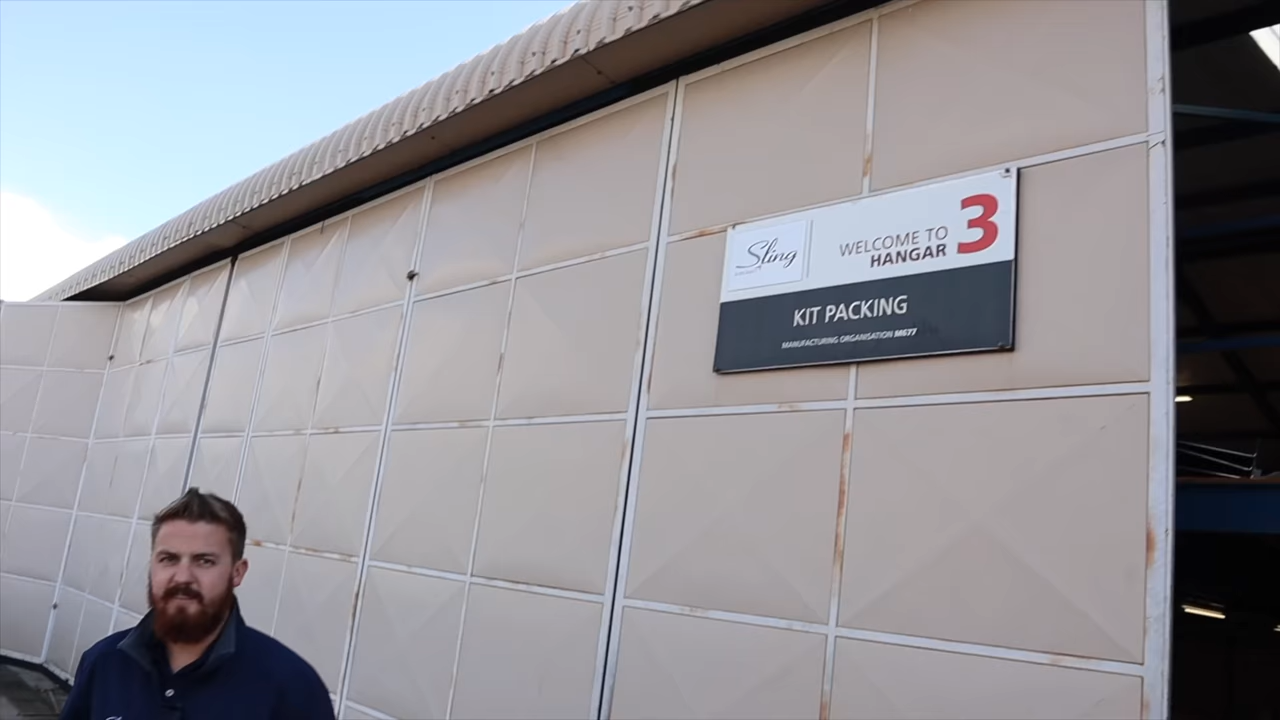 Sling
WELCOME TO
HANGAR
3
KIT PACKING
MANUFACTURING ORGANISATION M677